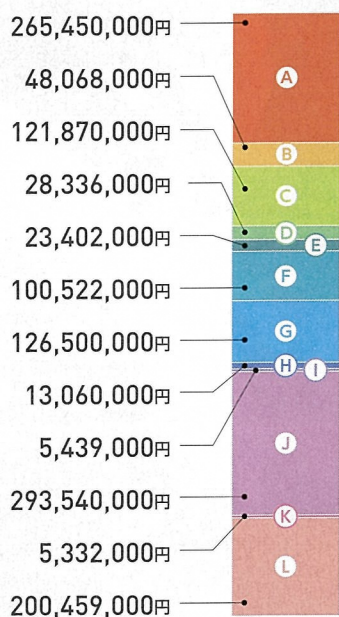 265,450,000円
A
48,068,000円
B
121,870,000円
C
28,336,000円
D
23,402,000円
E
100,522,000円
F
126,500,000円
G
13,060,000円
H
5,439,000円
I
293,540,000円
J
5,332,000円
K
200,459,000円
L